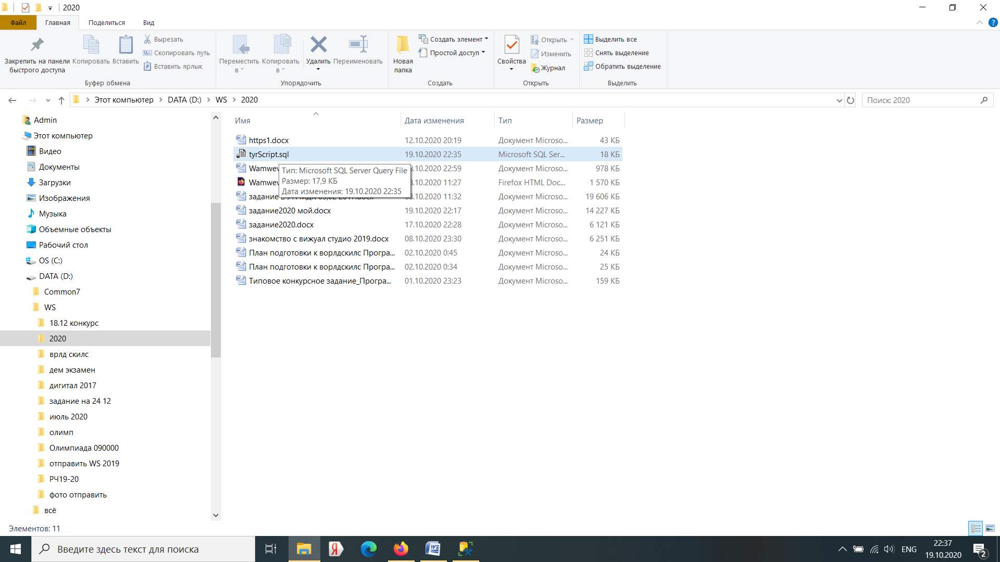 2020
Файл
Главная
Поделиться
Вид
Закрепить на панели быстрого доступа
Копировать
Вставить
Вырезать
Скопировать путь
Вставить ярлык
Буфер обмена
Переместить в
Копировать в
Удалить
Переименовать
Упорядочить
Новая папка
Создать элемент
Простой доступ
Создать
Свойства
Открыть
Изменить
Журнал
Открыть
Выделить все
Снять выделение
Обратить выделение
Выделить
Этот компьютер > DATA (D:) > WS > 2020
Поиск: 2020
Admin
Этот компьютер
Видео
Документы
Загрузки
Изображения
Музыка
Объемные объекты
Рабочий стол
OS (C:)
DATA (D:)
Common7
WS
18.12 конкурс
2020
врлд скилс
дем экзамен
дигитал 2017
задание на 24 12
июль 2020
олимп
Олимпиада 090000
отправить WS 2019
РЧ19-20
фото отправить
всё
Имя Дата изменения Тип Размер
https1.docx 12.10.2020 20:19 Документ Microso... 43 КБ
tyrScript.sql 19.10.2020 22:35 Microsoft SQL Ser... 18 КБ
.10.2020 22:59 Документ Microso... 978 КБ
.10.2020 11:27 Firefox HTML Doc... 1 570 КБ
задание .10.2020 11:32 Документ Microso... 19 606 КБ
Тип: Microsoft SQL Server Query File
Размер: 17,9 КБ
Дата изменения: 19.10.2020 22:35
задание2020 мой.docx 19.10.2020 22:17 Документ Microso... 14 227 КБ
задание2020.docx 17.10.2020 22:28 Документ Microso... 6 121 КБ
знакомство с вижуал студио 2019.docx 08.10.2020 23:30 Документ Microso... 6 251 КБ
План подготовки к ворлдскилс Програ... 02.10.2020 0:45 Документ Microso... 24 КБ
План подготовки к ворлдскилс Програ... 02.10.2020 0:34 Документ Microso... 25 КБ
Типовое конкурсное задание_Програ... 01.10.2020 23:23 Документ Microso... 159 КБ
Элементов: 11
Введите здесь текст для поиска
ENG
22:37
19.10.2020
2